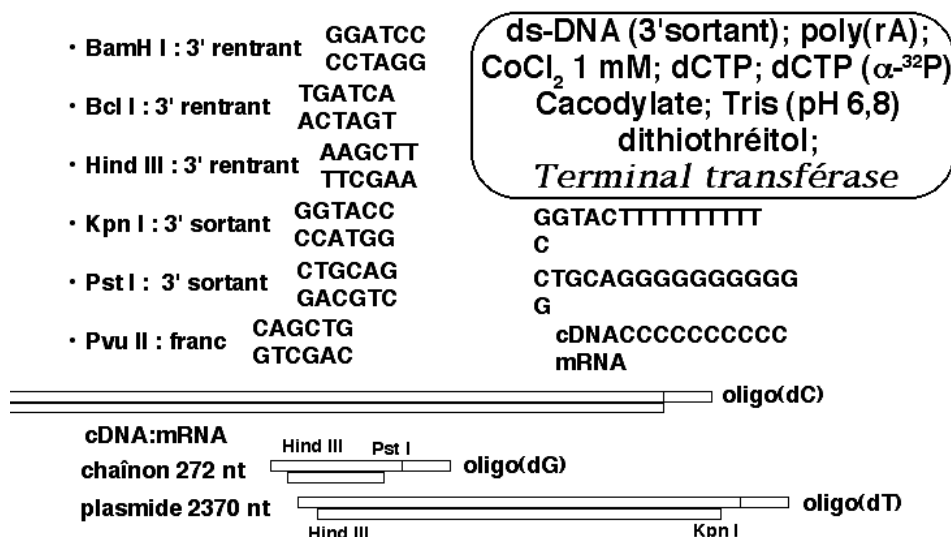 • BamH I : 3' rentrant GGATCC
CCTAGG
• Bcl I : 3' rentrant TGATCA
ACTAGT
• Hind III : 3' rentrant AAGCTT
TTCGAA
• Kpn I : 3' sortant GGTACC
CCATGG
• Pst I : 3' sortant CTGCAG
GACGTC
• Pvu II : franc CAGCTG
GTCGAC
ds-DNA (3'sortant); poly(rA);
CoCl₂ 1 mM; dCTP; dCTP (α-³²P)
Cacodylate; Tris (pH 6,8)
dithiothréitol;
Terminal transférase
GGTACTTTTTTTTTT
C
CTGCAGGGGGGGGGG
G
cDNACCCCCCCCCC
mRNA
oligo(dC)
cDNA:mRNA
Hind III Pst I
chaînon 272 nt oligo(dG)
plasmide 2370 nt oligo(dT)
Hind III Kpn I